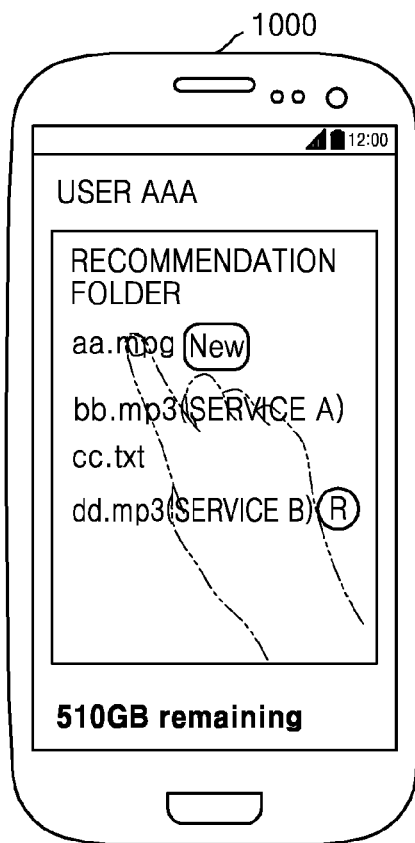 1000
12:00
USER AAA
RECOMMENDATION
FOLDER
aa.mpg New
bb.mp3(SERVICE A)
cc.txt
dd.mp3(SERVICE B) R
510GB remaining